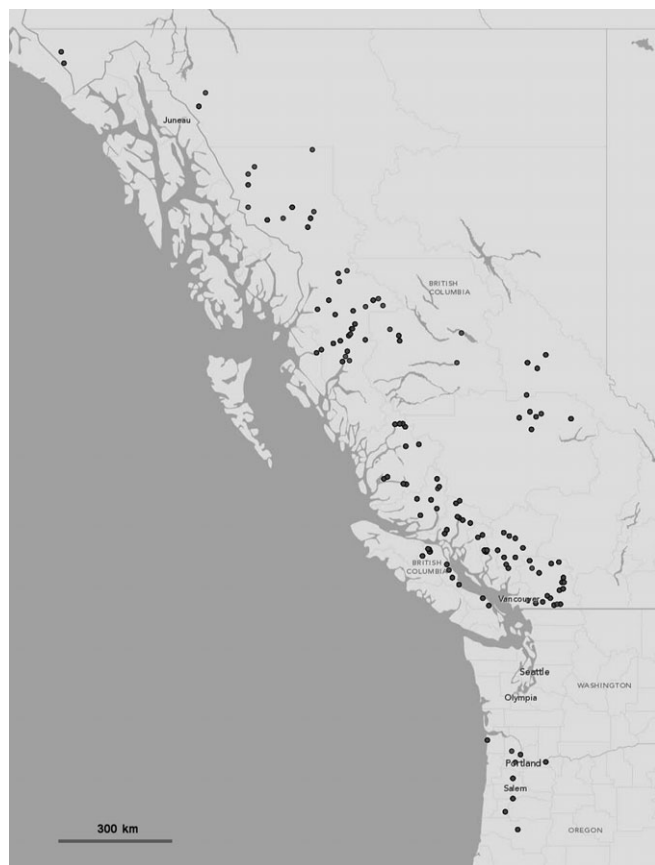 Juneau
BRITISH
COLUMBIA
BRITISH
COLUMBIA
Vancouver
Seattle
WASHINGTON
Olympia
Portland
Salem
OREGON
300 km